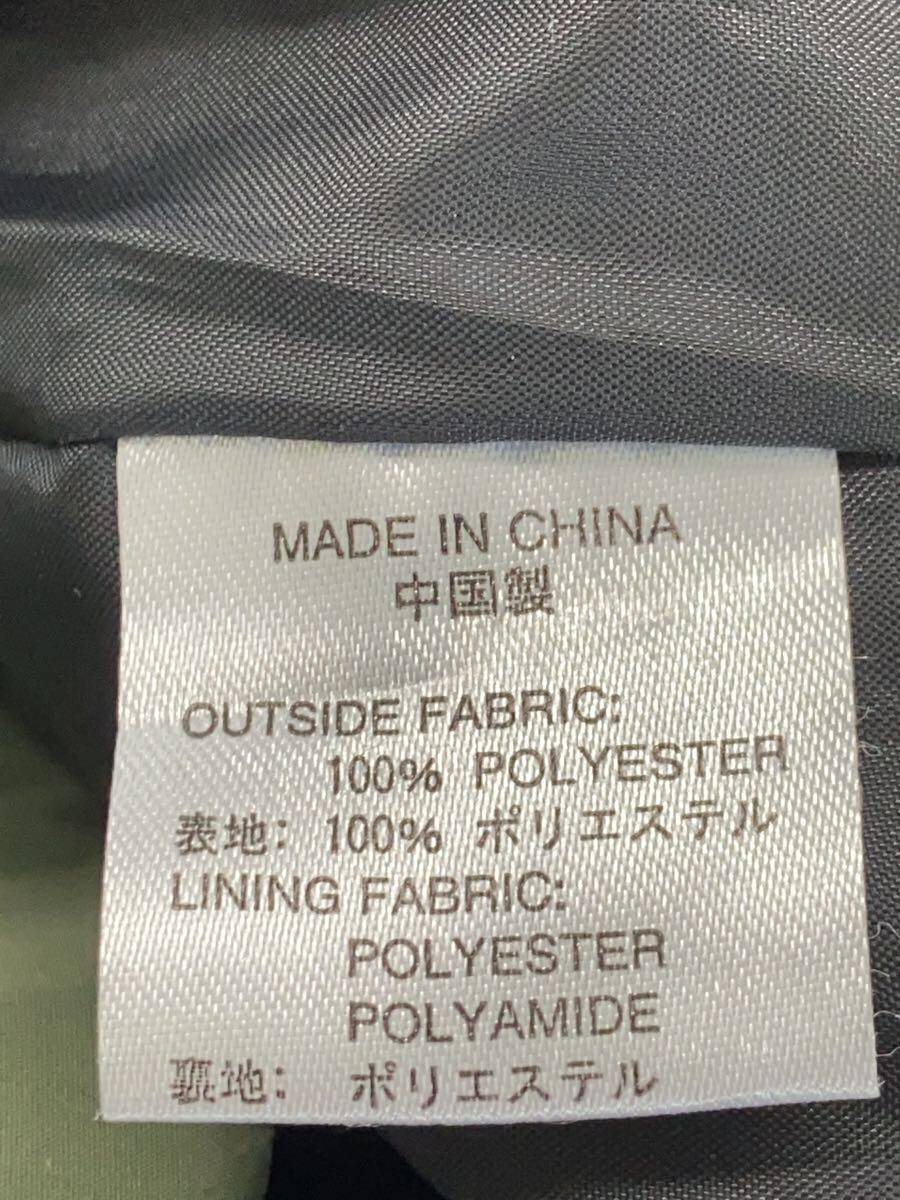 MADE IN CHINA
中国製
OUTSIDE FABRIC:
100% POLYESTER
表地: 100% ポリエステル
LINING FABRIC:
POLYESTER
POLYAMIDE
裏地: ポリエステル